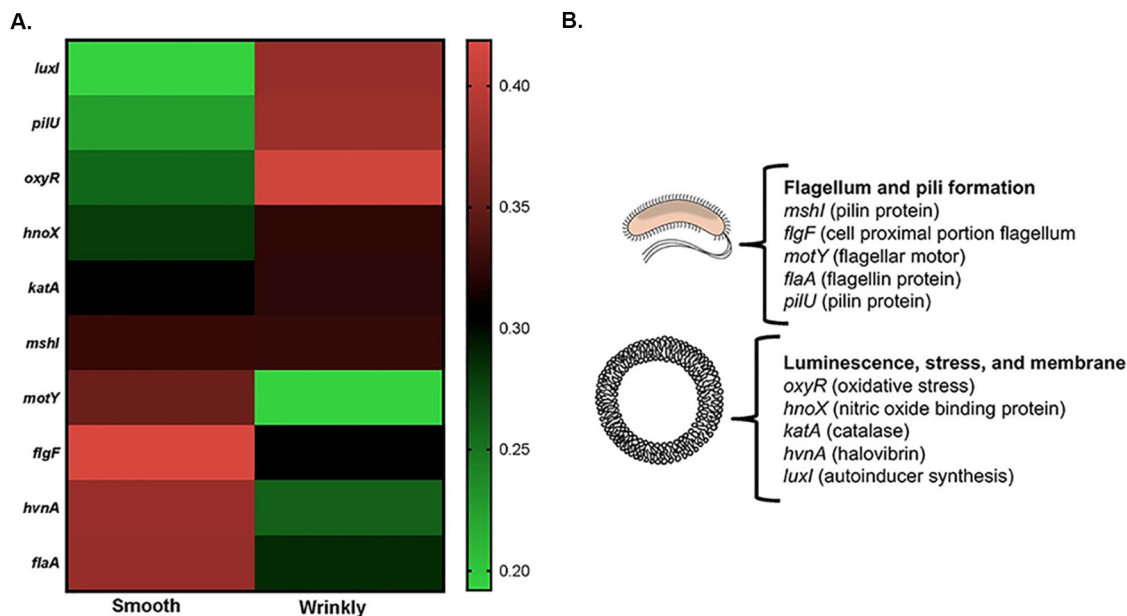 A.
luxI
pilU
oxyR
hnoX
katA
mshI
motY
flgF
hvnA
flaA
Smooth Wrinkly
0.40
0.35
0.30
0.25
0.20
B.
Flagellum and pili formation
mshI (pilin protein)
flgF (cell proximal portion flagellum
motY (flagellar motor)
flaA (flagellin protein)
pilU (pilin protein)
Luminescence, stress, and membrane
oxyR (oxidative stress)
hnoX (nitric oxide binding protein)
katA (catalase)
hvnA (halovibrin)
luxI (autoinducer synthesis)